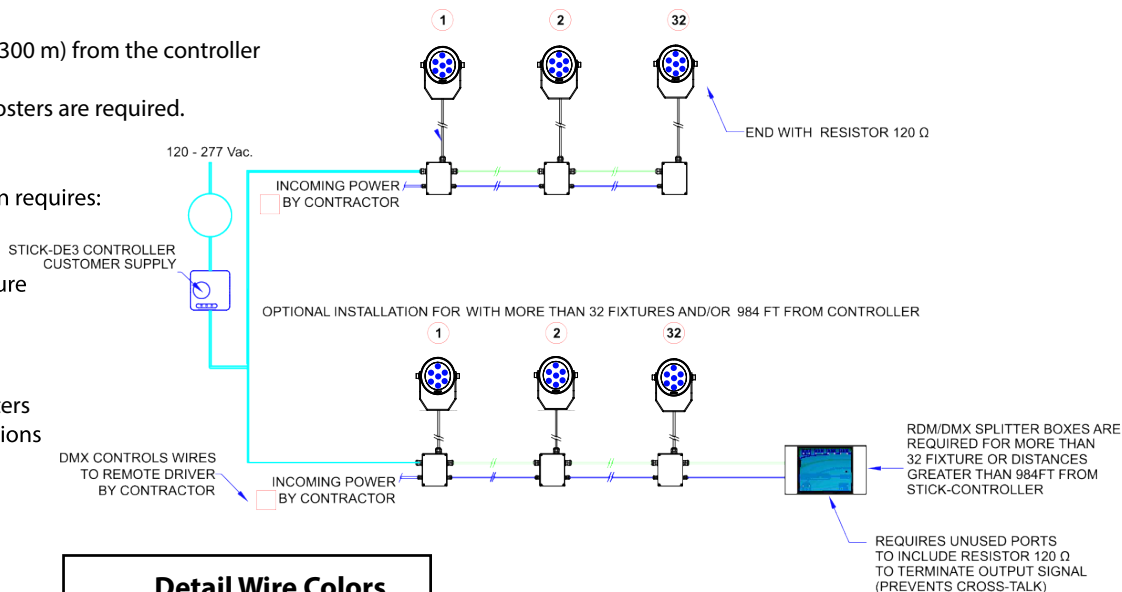 300 m) from the controller
osters are required.
n requires:
ure
ters
ions
1
2
32
END WITH RESISTOR 120 Ω
120 - 277 Vac.
INCOMING POWER
BY CONTRACTOR
STICK-DE3 CONTROLLER
CUSTOMER SUPPLY
OPTIONAL INSTALLATION FOR WITH MORE THAN 32 FIXTURES AND/OR 984 FT FROM CONTROLLER
1
2
32
DMX CONTROLS WIRES
TO REMOTE DRIVER
BY CONTRACTOR
INCOMING POWER
BY CONTRACTOR
RDM/DMX SPLITTER BOXES ARE
REQUIRED FOR MORE THAN
32 FIXTURE OR DISTANCES
GREATER THAN 984FT FROM
STICK-CONTROLLER
REQUIRES UNUSED PORTS
TO INCLUDE RESISTOR 120 Ω
TO TERMINATE OUTPUT SIGNAL
(PREVENTS CROSS-TALK)
Detail Wire Colors